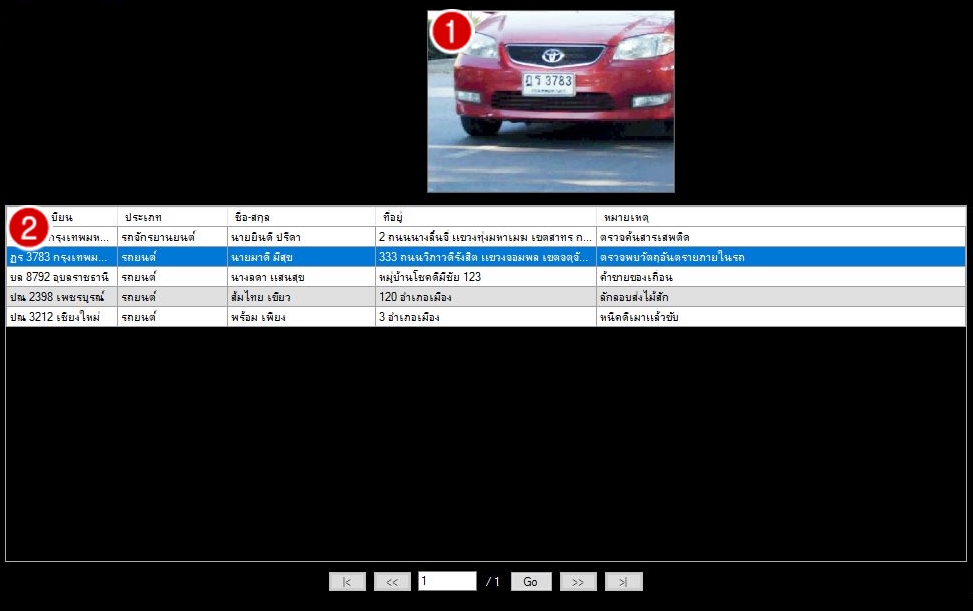 1
ฎร 3783
2
บียน ประเภท ชื่อ-สกุล ที่อยู่ หมายเหตุ
กรุงเทพมห... รถจักรยานยนต์ นายยินดี ปรีดา 2 ถนนนางลิ้นจี่ แขวงทุ่งมหาเมฆ เขตสาทร ก... ตรวจค้นสารเสพติด
ฎร 3783 กรุงเทพม... รถยนต์ นายมาดี มีสุข 333 ถนนวิภาวดีรังสิต แขวงจอมพล เขตจตุจั... ตรวจพบวัตถุอันตรายภายในรถ
บล 8792 อุบลราชธานี รถยนต์ นางลดา แสนสุข หมู่บ้านโชคดีมีชัย 123 ค้าขายของเถื่อน
ปณ 2398 เพชรบูรณ์ รถยนต์ ส้มไทย เขียว 120 อำเภอเมือง ลักลอบส่งไม้สัก
ปณ 3212 เชียงใหม่ รถยนต์ พร้อม เพียง 3 อำเภอเมือง หนีคดีเมาแล้วขับ
|< << 1 / 1 Go >> >|